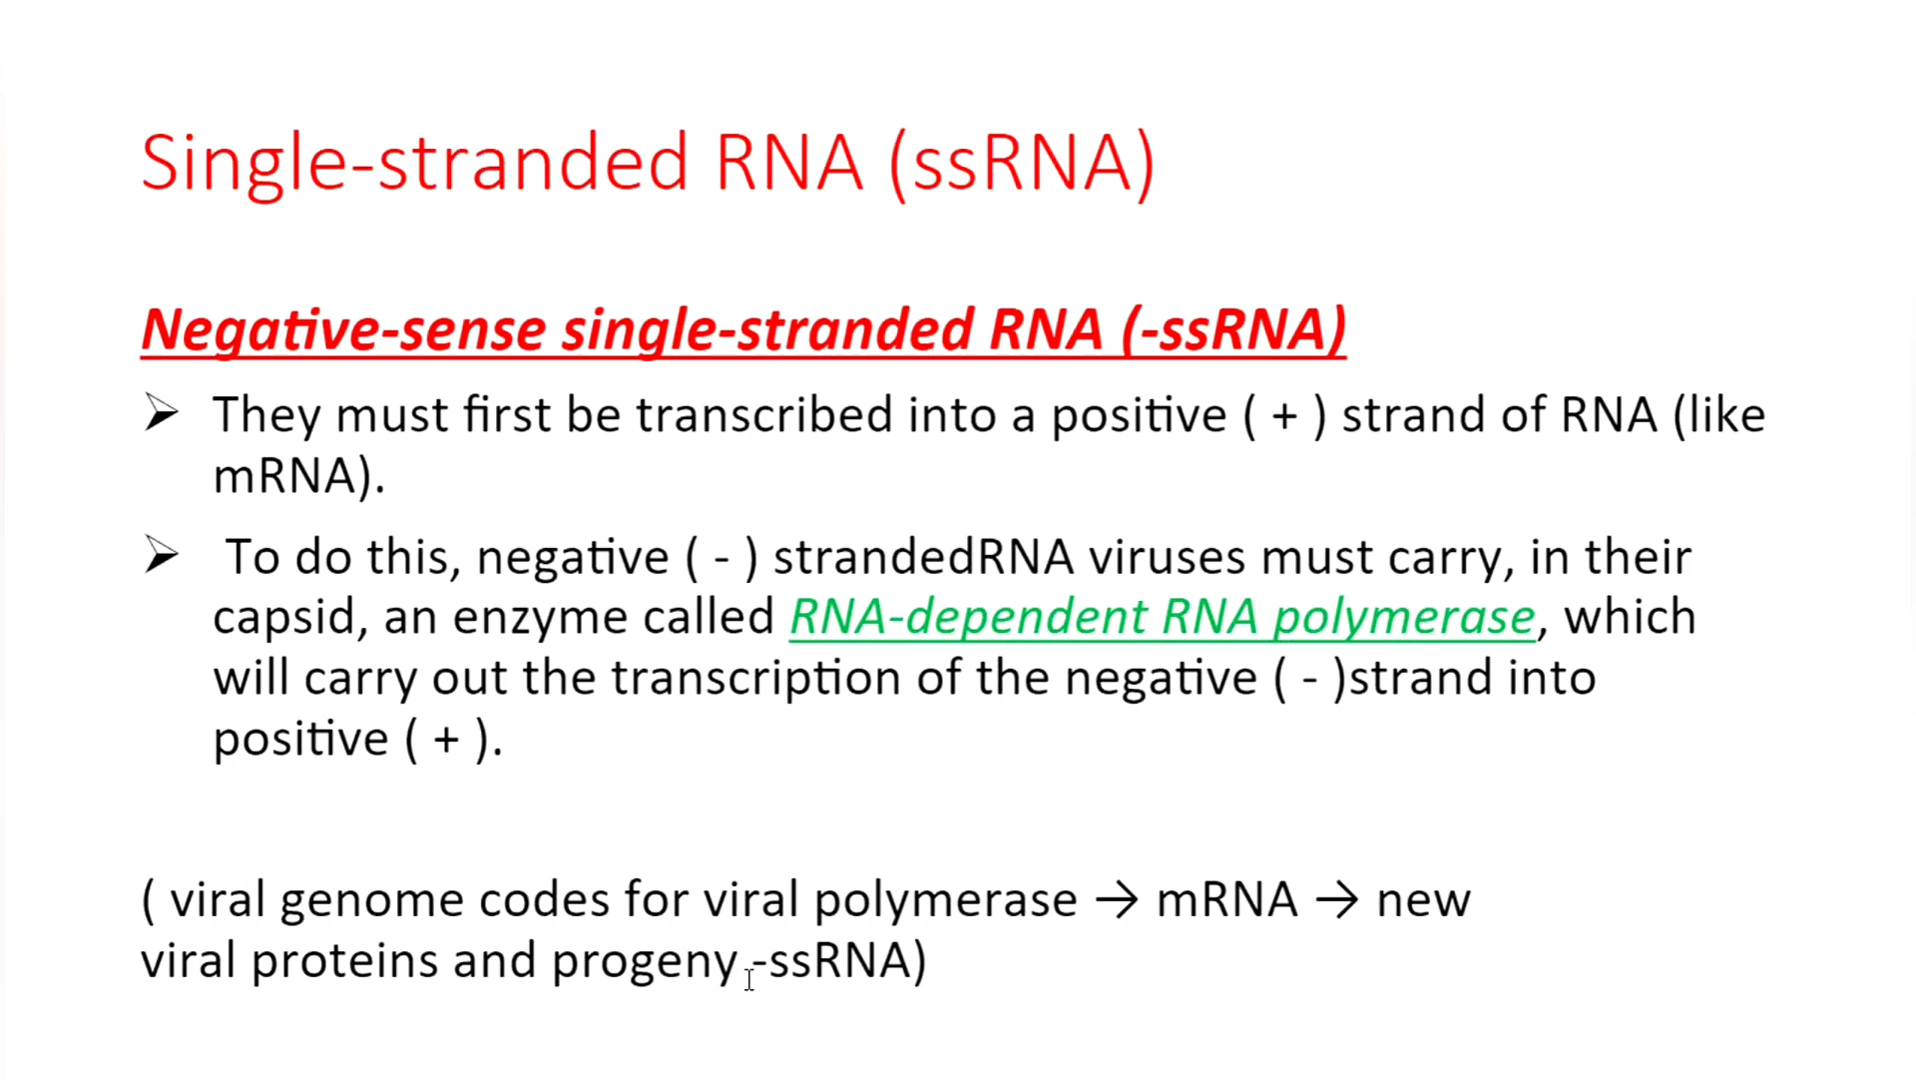 Single-stranded RNA (ssRNA)
Negative-sense single-stranded RNA (-ssRNA)
➢ They must first be transcribed into a positive ( + ) strand of RNA (like
mRNA).
➢ To do this, negative ( - ) strandedRNA viruses must carry, in their
capsid, an enzyme called RNA-dependent RNA polymerase, which
will carry out the transcription of the negative ( - )strand into
positive ( + ).
( viral genome codes for viral polymerase → mRNA → new
viral proteins and progeny -ssRNA)